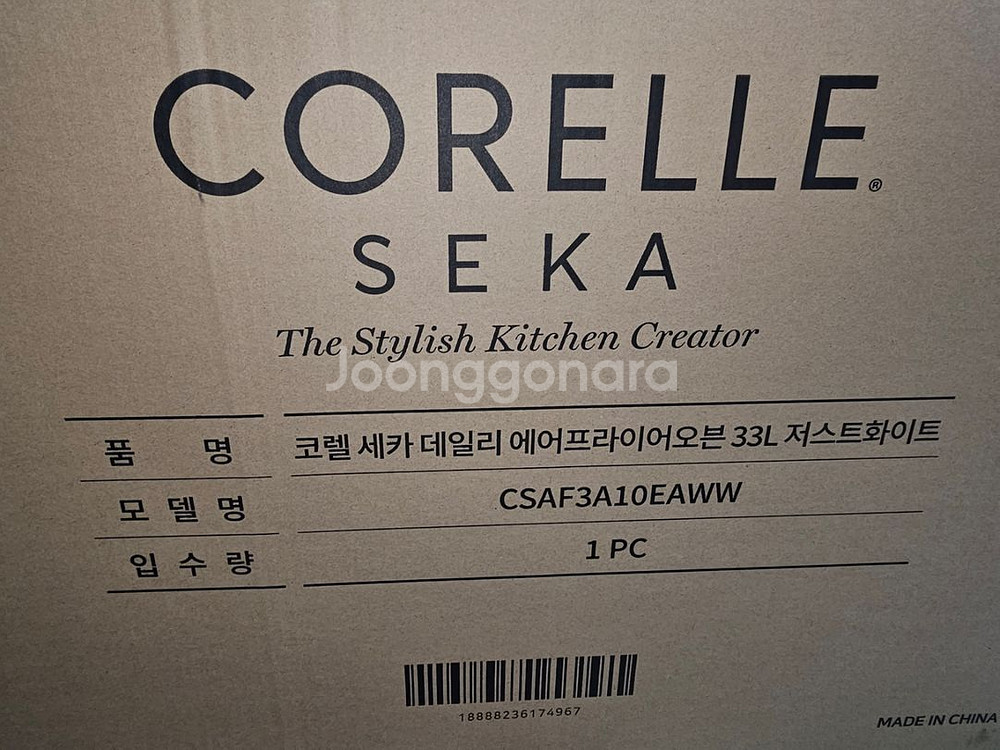 CORELLE®
SEKA
The Stylish Kitchen Creator
Joonggonara
품 명 코렐 세카 데일리 에어프라이어오븐 33L 저스트화이트
모델명 CSAF3A10EAWW
입수량 1 PC
18888236174967
MADE IN CHINA